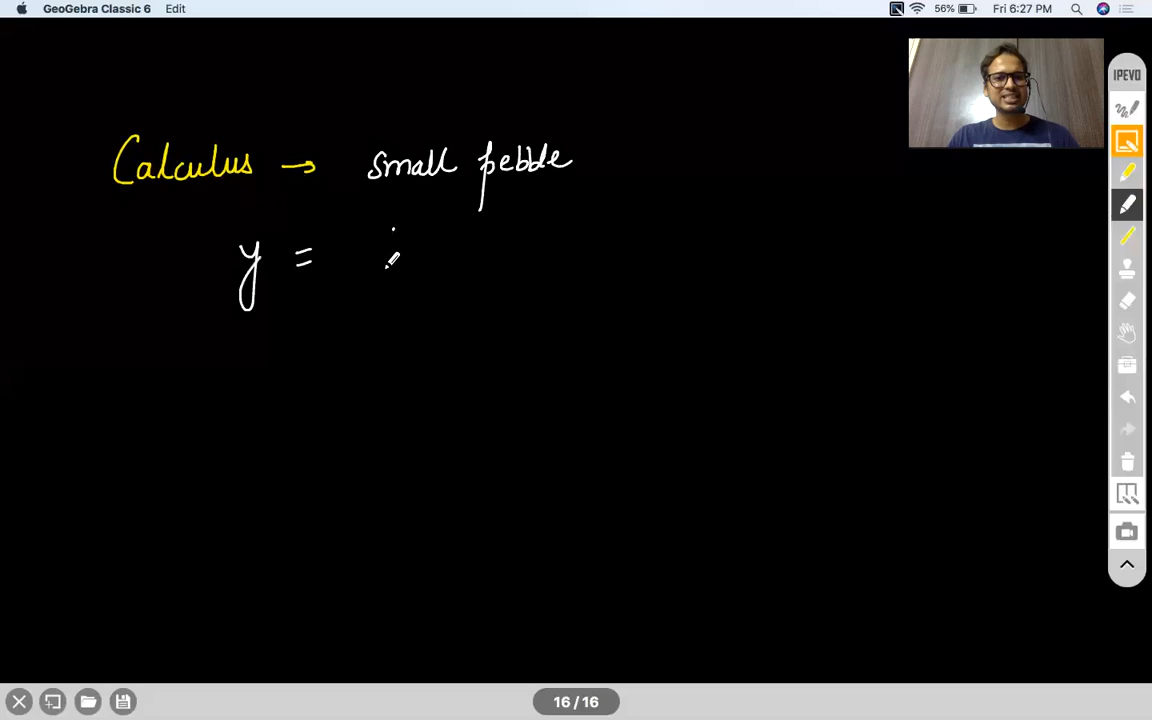 GeoGebra Classic 6 Edit 56% Fri 6:27 PM
IPEVO
Calculus → small pebble
y =
16/16